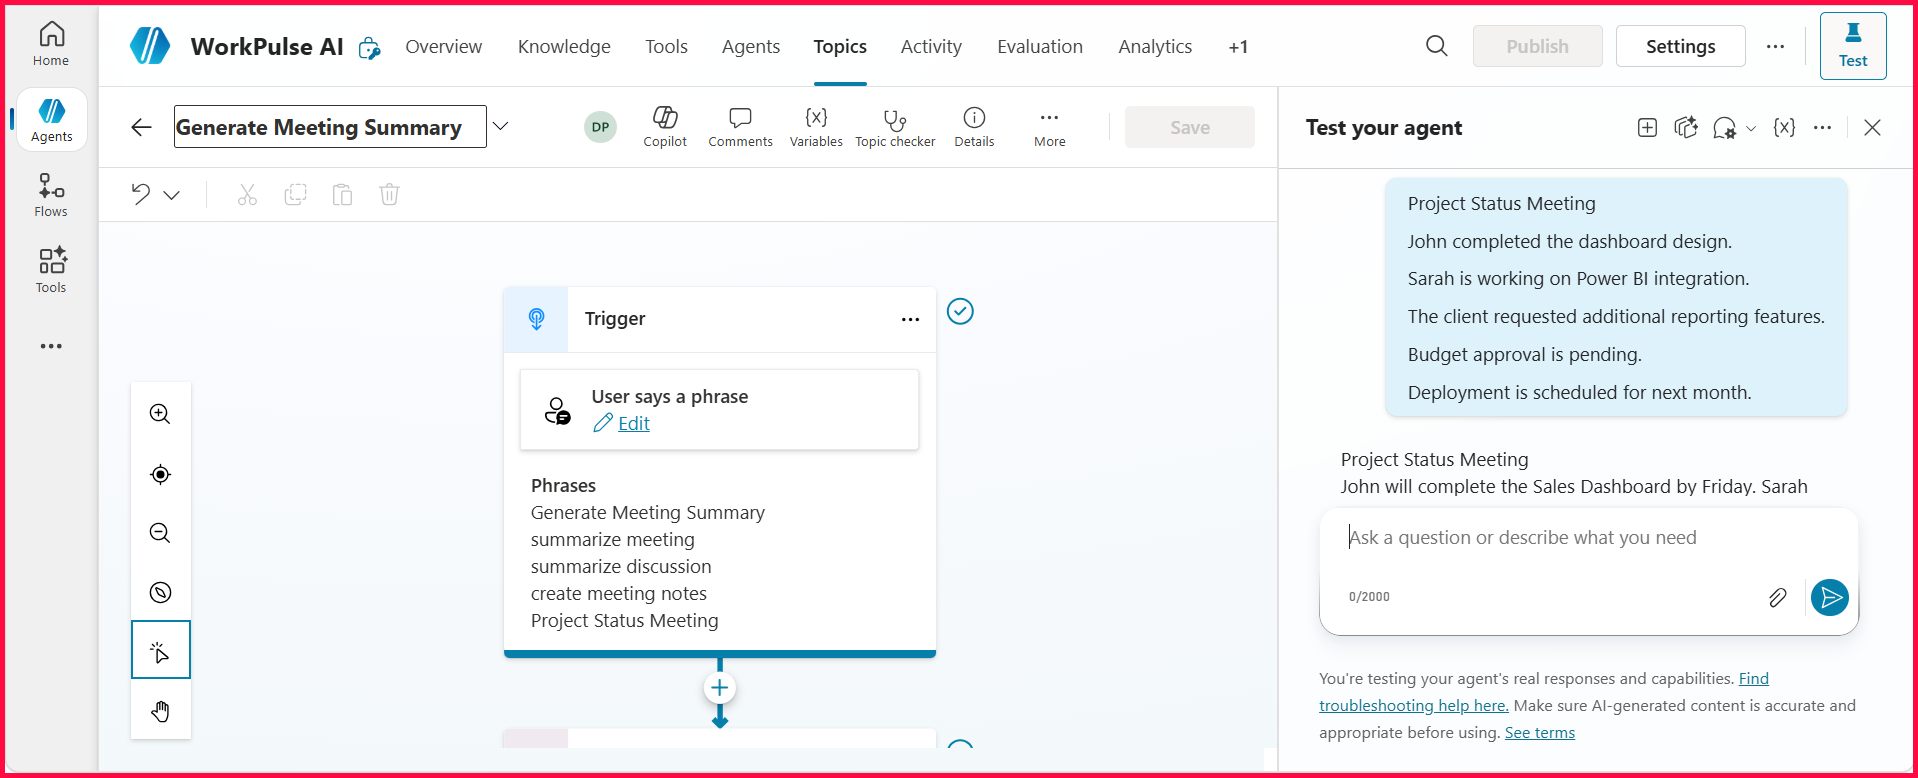 Home
Agents
Flows
Tools
WorkPulse AI
Overview
Knowledge
Tools
Agents
Topics
Activity
Evaluation
Analytics
+1
Publish
Settings
Test
Generate Meeting Summary
DP
Copilot
Comments
Variables
Topic checker
Details
More
Save
Trigger
User says a phrase
Edit
Phrases
Generate Meeting Summary
summarize meeting
summarize discussion
create meeting notes
Project Status Meeting
Test your agent
Project Status Meeting
John completed the dashboard design.
Sarah is working on Power BI integration.
The client requested additional reporting features.
Budget approval is pending.
Deployment is scheduled for next month.
Project Status Meeting
John will complete the Sales Dashboard by Friday. Sarah
Ask a question or describe what you need
0/2000
You're testing your agent's real responses and capabilities. Find
troubleshooting help here. Make sure AI-generated content is accurate and
appropriate before using. See terms